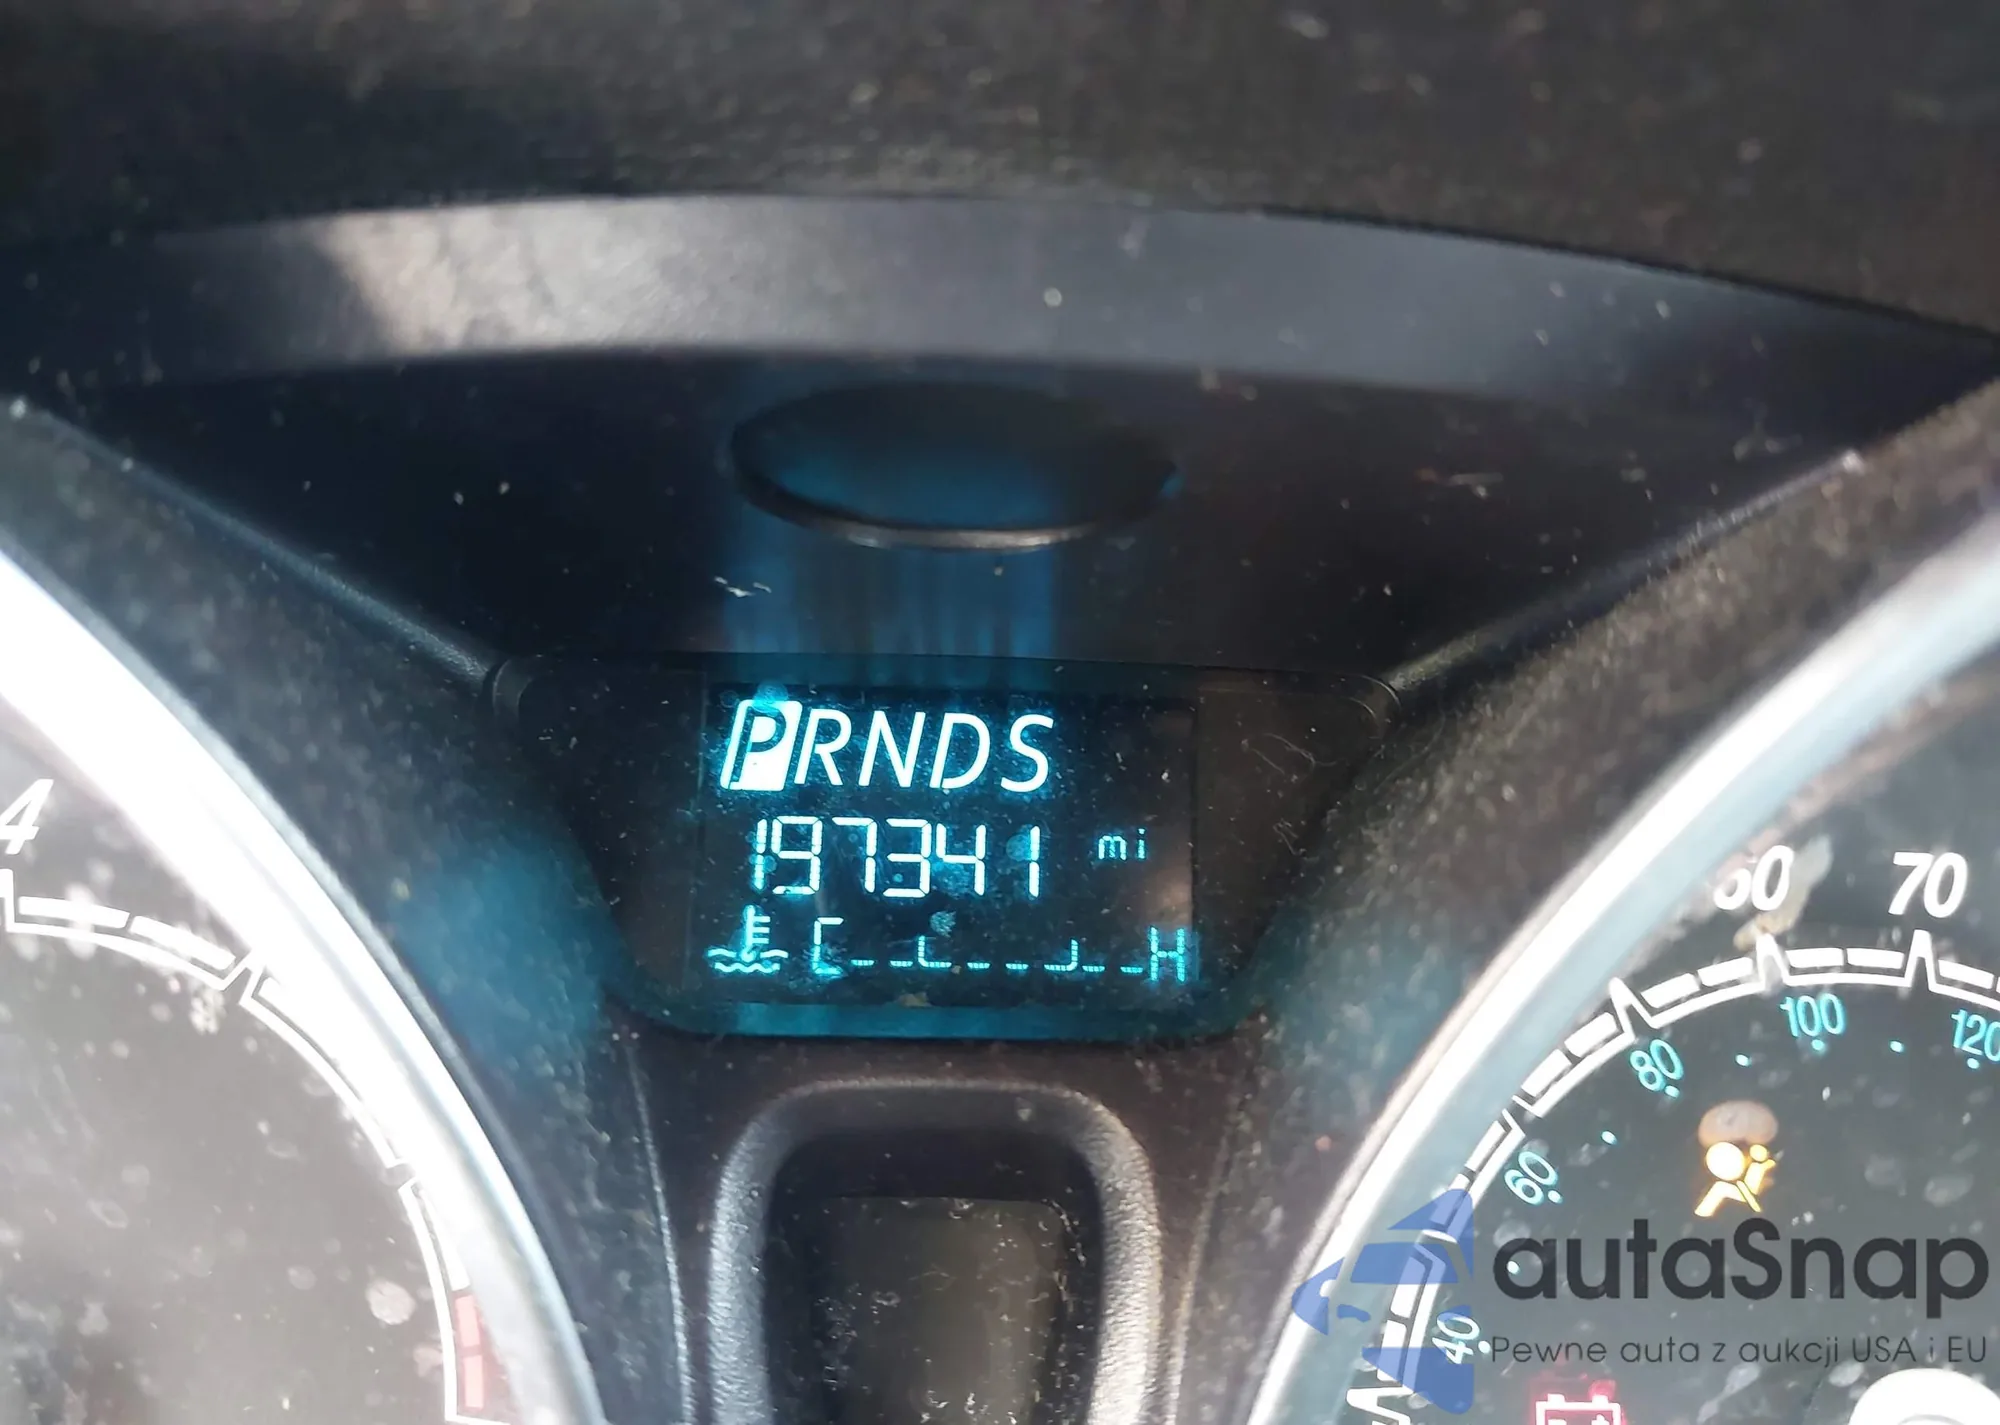 PRNDS
197341 mi
C H
4
60 70
80 100 120
60
40
autaSnap
Pewne auta z aukcji USA i EU